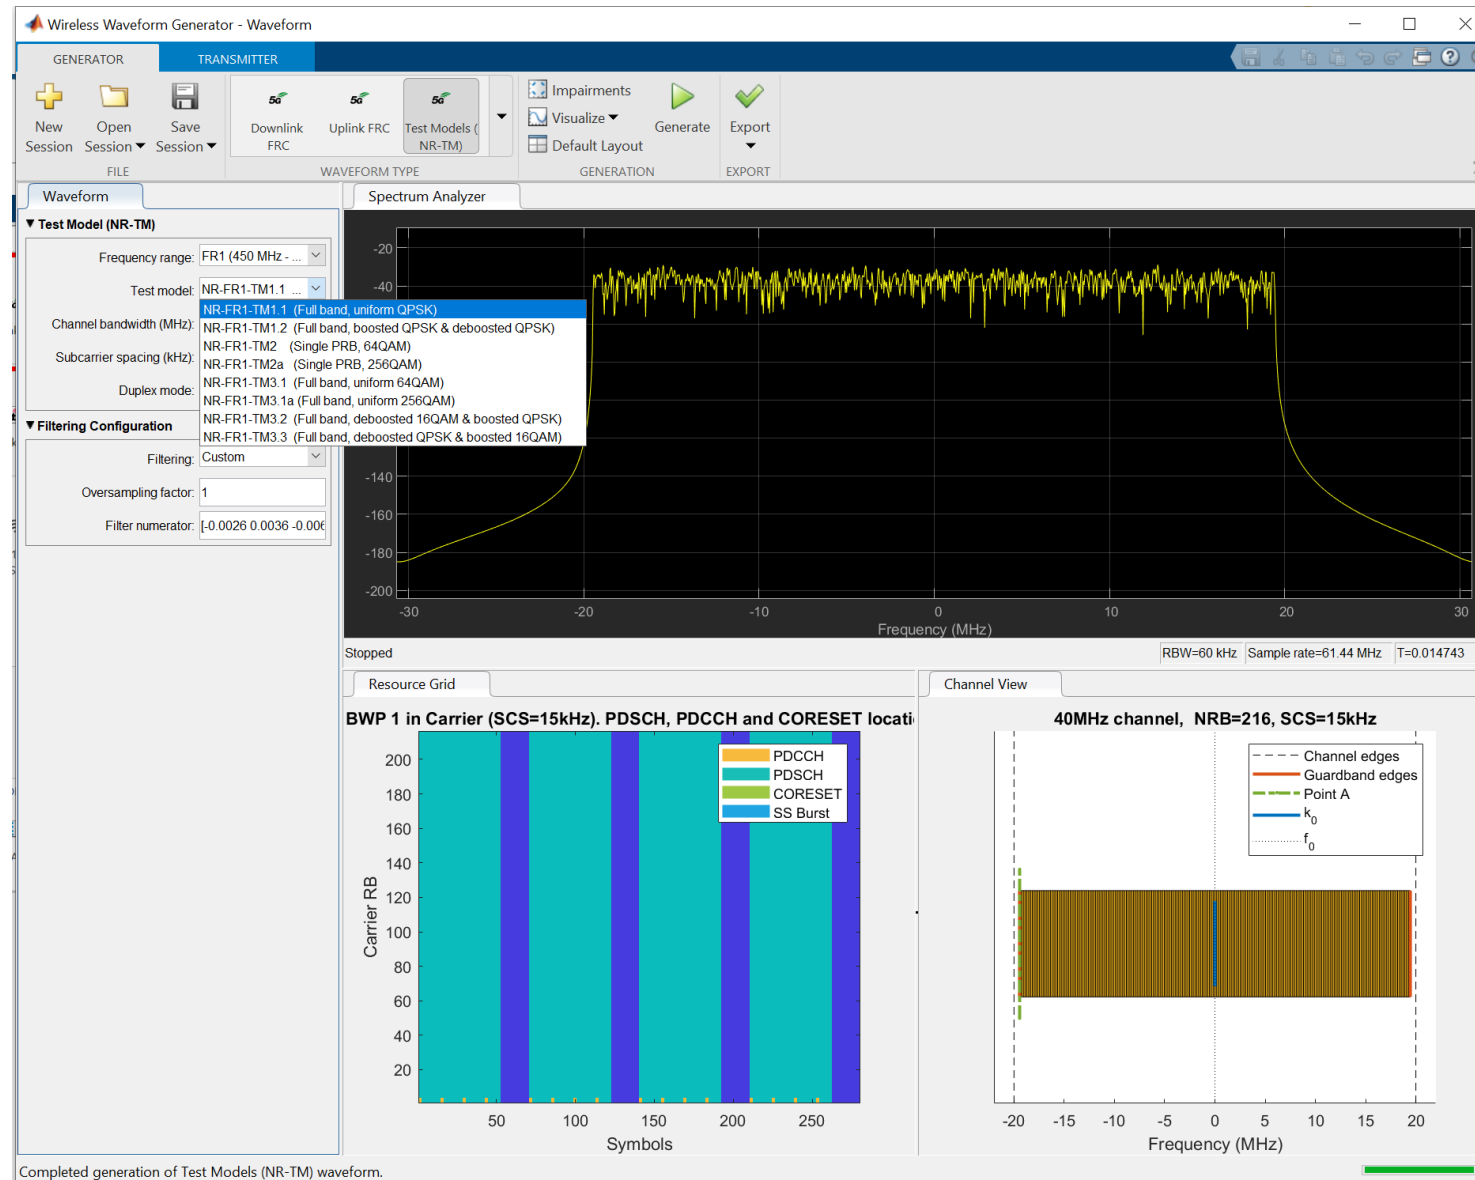 Wireless Waveform Generator - Waveform
GENERATOR
TRANSMITTER
New Session
Open Session
Save Session
5G
Downlink FRC
5G
Uplink FRC
5G
Test Models (NR-TM)
Impairments
Visualize
Default Layout
Generate
Export
FILE
WAVEFORM TYPE
GENERATION
EXPORT
Waveform
Test Model (NR-TM)
Frequency range: FR1 (450 MHz - ...
Test model: NR-FR1-TM1.1 ...
Channel bandwidth (MHz):
Subcarrier spacing (kHz):
Duplex mode:
NR-FR1-TM1.1 (Full band, uniform QPSK)
NR-FR1-TM1.2 (Full band, boosted QPSK & deboosted QPSK)
NR-FR1-TM2 (Single PRB, 64QAM)
NR-FR1-TM2a (Single PRB, 256QAM)
NR-FR1-TM3.1 (Full band, uniform 64QAM)
NR-FR1-TM3.1a (Full band, uniform 256QAM)
NR-FR1-TM3.2 (Full band, deboosted 16QAM & boosted QPSK)
NR-FR1-TM3.3 (Full band, deboosted QPSK & boosted 16QAM)
Filtering Configuration
Filtering: Custom
Oversampling factor: 1
Filter numerator: [-0.0026 0.0036 -0.006
Spectrum Analyzer
-20
-40
-140
-160
-180
-200
-30 -20 -10 0 10 20 30
Frequency (MHz)
Stopped
RBW=60 kHz Sample rate=61.44 MHz T=0.014743
Resource Grid
BWP 1 in Carrier (SCS=15kHz). PDSCH, PDCCH and CORESET locati
PDCCH
PDSCH
CORESET
SS Burst
200
180
160
140
120
100
80
60
40
20
Carrier RB
50 100 150 200 250
Symbols
Channel View
40MHz channel, NRB=216, SCS=15kHz
Channel edges
Guardband edges
Point A
k0
f0
-20 -15 -10 -5 0 5 10 15 20
Frequency (MHz)
Completed generation of Test Models (NR-TM) waveform.